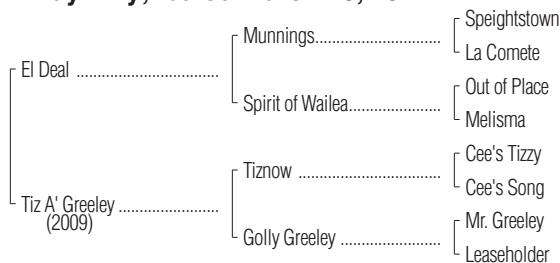 Speightstown
Munnings
La Comete
El Deal
Out of Place
Spirit of Wailea
Melisma
Cee's Tizzy
Tiznow
Cee's Song
Tiz A' Greeley
(2009)
Mr. Greeley
Golly Greeley
Leaseholder